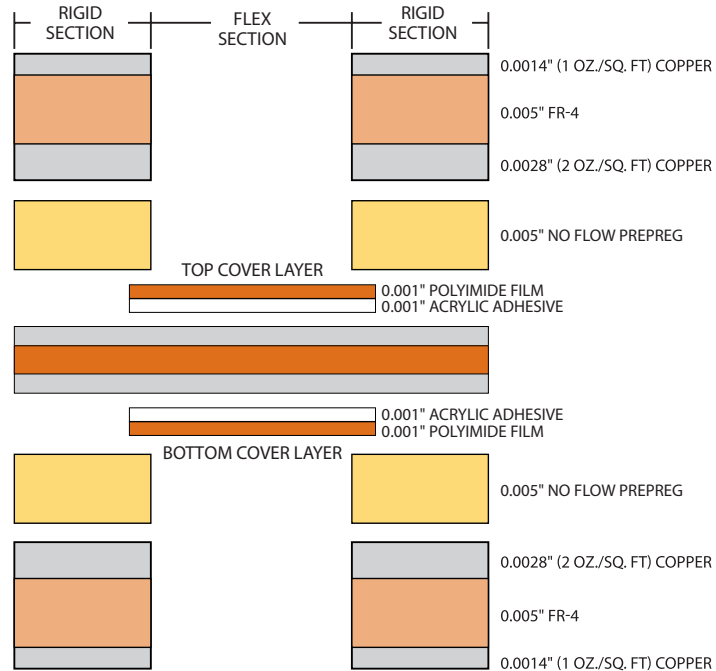 RIGID
SECTION
FLEX
SECTION
RIGID
SECTION
0.0014" (1 OZ./SQ. FT) COPPER
0.005" FR-4
0.0028" (2 OZ./SQ. FT) COPPER
0.005" NO FLOW PREPREG
TOP COVER LAYER
0.001" POLYIMIDE FILM
0.001" ACRYLIC ADHESIVE
0.001" ACRYLIC ADHESIVE
0.001" POLYIMIDE FILM
BOTTOM COVER LAYER
0.005" NO FLOW PREPREG
0.0028" (2 OZ./SQ. FT) COPPER
0.005" FR-4
0.0014" (1 OZ./SQ. FT) COPPER